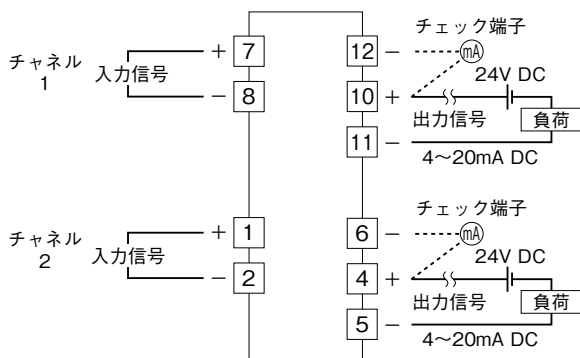 チャネル
1
入力信号
+ 7
− 8
12 −
10 +
11 −
チェック端子
mA
24V DC
出力信号
負荷
4〜20mA DC
チャネル
2
入力信号
+ 1
− 2
6 −
4 +
5 −
チェック端子
mA
24V DC
出力信号
負荷
4〜20mA DC